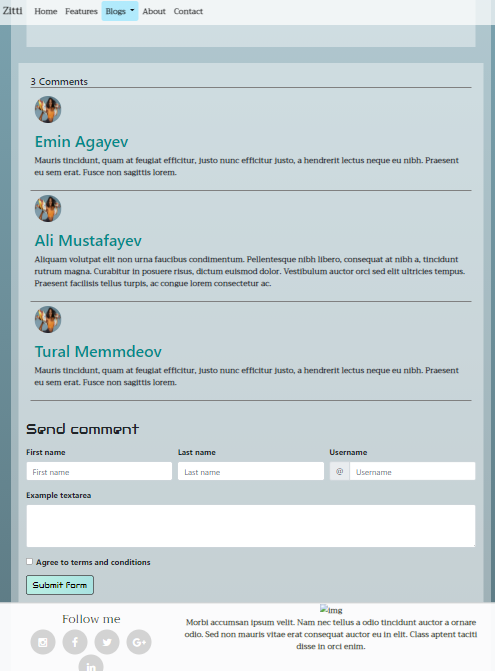 Zitti Home Features Blogs About Contact
3 Comments
Emin Agayev
Mauris tincidunt, quam at feugiat efficitur, justo nunc efficitur justo, a hendrerit lectus neque eu nibh. Praesent
eu sem erat. Fusce non sagittis lorem.
Ali Mustafayev
Aliquam volutpat elit non urna faucibus condimentum. Pellentesque nibh libero, consequat at nibh a, tincidunt
rutrum magna. Curabitur in posuere risus, dictum euismod dolor. Vestibulum auctor orci sed elit ultricies tempus.
Praesent facilisis tellus turpis, ac congue lorem consectetur ac.
Tural Memmdeov
Mauris tincidunt, quam at feugiat efficitur, justo nunc efficitur justo, a hendrerit lectus neque eu nibh. Praesent
eu sem erat. Fusce non sagittis lorem.
Send comment
First name Last name Username
First name Last name @ Username
Example textarea
Agree to terms and conditions
Submit form
Follow me
img
Morbi accumsan ipsum velit. Nam nec tellus a odio tincidunt auctor a ornare
odio. Sed non mauris vitae erat consequat auctor eu in elit. Class aptent taciti
disse in orci enim.